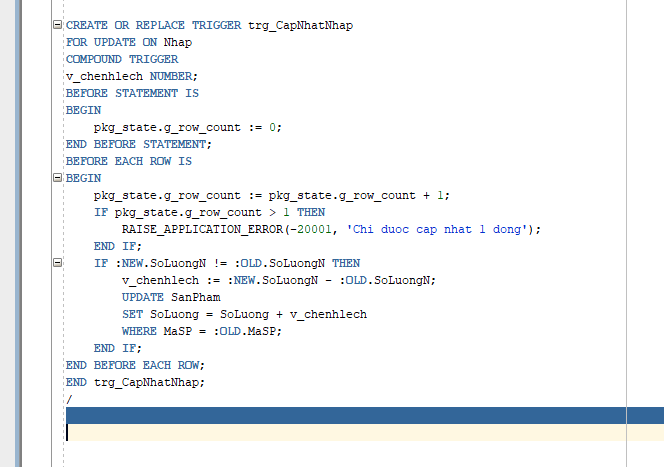 CREATE OR REPLACE TRIGGER trg_CapNhatNhap
FOR UPDATE ON Nhap
COMPOUND TRIGGER
v_chenhlech NUMBER;
BEFORE STATEMENT IS
BEGIN
    pkg_state.g_row_count := 0;
END BEFORE STATEMENT;
BEFORE EACH ROW IS
BEGIN
    pkg_state.g_row_count := pkg_state.g_row_count + 1;
    IF pkg_state.g_row_count > 1 THEN
        RAISE_APPLICATION_ERROR(-20001, 'Chi duoc cap nhat 1 dong');
    END IF;
    IF :NEW.SoLuongN != :OLD.SoLuongN THEN
        v_chenhlech := :NEW.SoLuongN - :OLD.SoLuongN;
        UPDATE SanPham
        SET SoLuong = SoLuong + v_chenhlech
        WHERE MaSP = :OLD.MaSP;
    END IF;
END BEFORE EACH ROW;
END trg_CapNhatNhap;
/